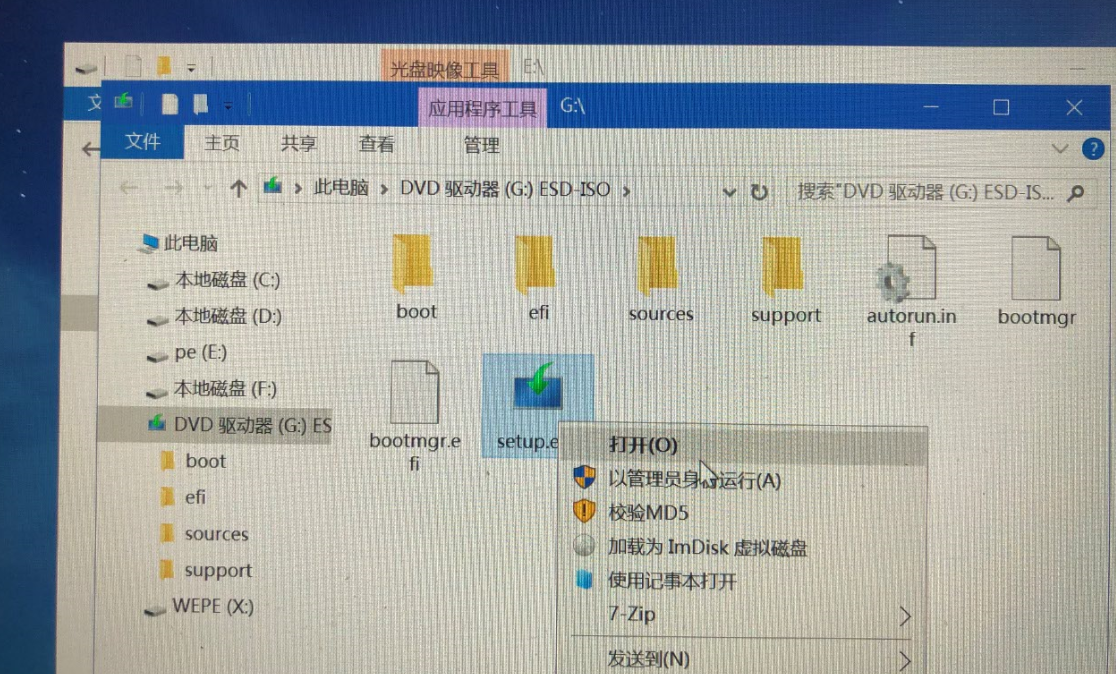 光盘映像工具 E:\
文
应用程序工具 G:\
文件 主页 共享 查看 管理
此电脑 › DVD 驱动器 (G:) ESD-ISO ›
搜索"DVD 驱动器 (G:) ESD-IS...
此电脑
本地磁盘 (C:)
本地磁盘 (D:)
pe (E:)
本地磁盘 (F:)
DVD 驱动器 (G:) ES
boot
efi
sources
support
WEPE (X:)
boot
efi
sources
support
autorun.in
f
bootmgr
bootmgr.e
fi
setup.e
打开(O)
以管理员身份运行(A)
校验MD5
加载为 ImDisk 虚拟磁盘
使用记事本打开
7-Zip
发送到(N)